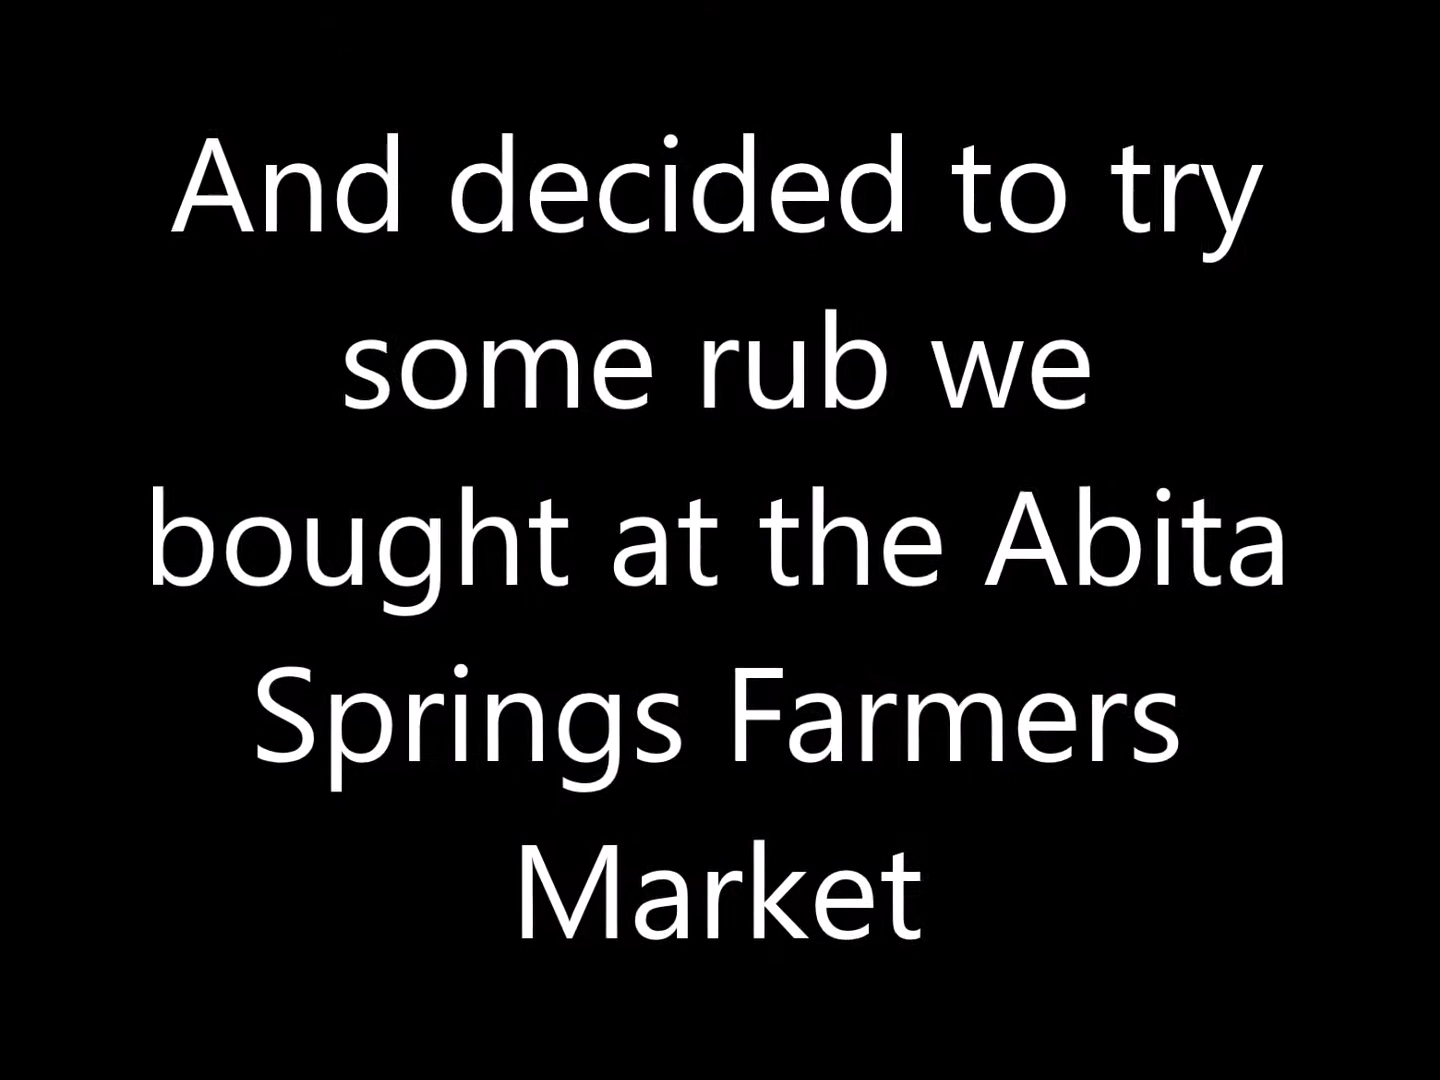 And decided to try
some rub we
bought at the Abita
Springs Farmers
Market